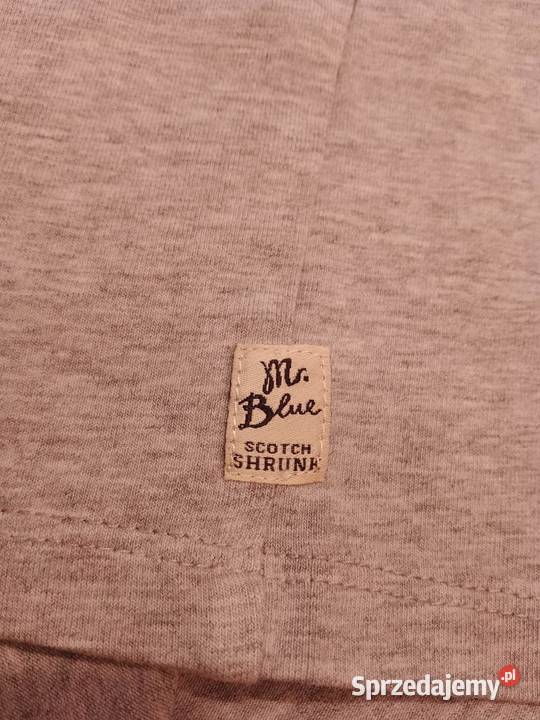 Mr.
Blue
SCOTCH
SHRUNK
Sprzedajemy.pl